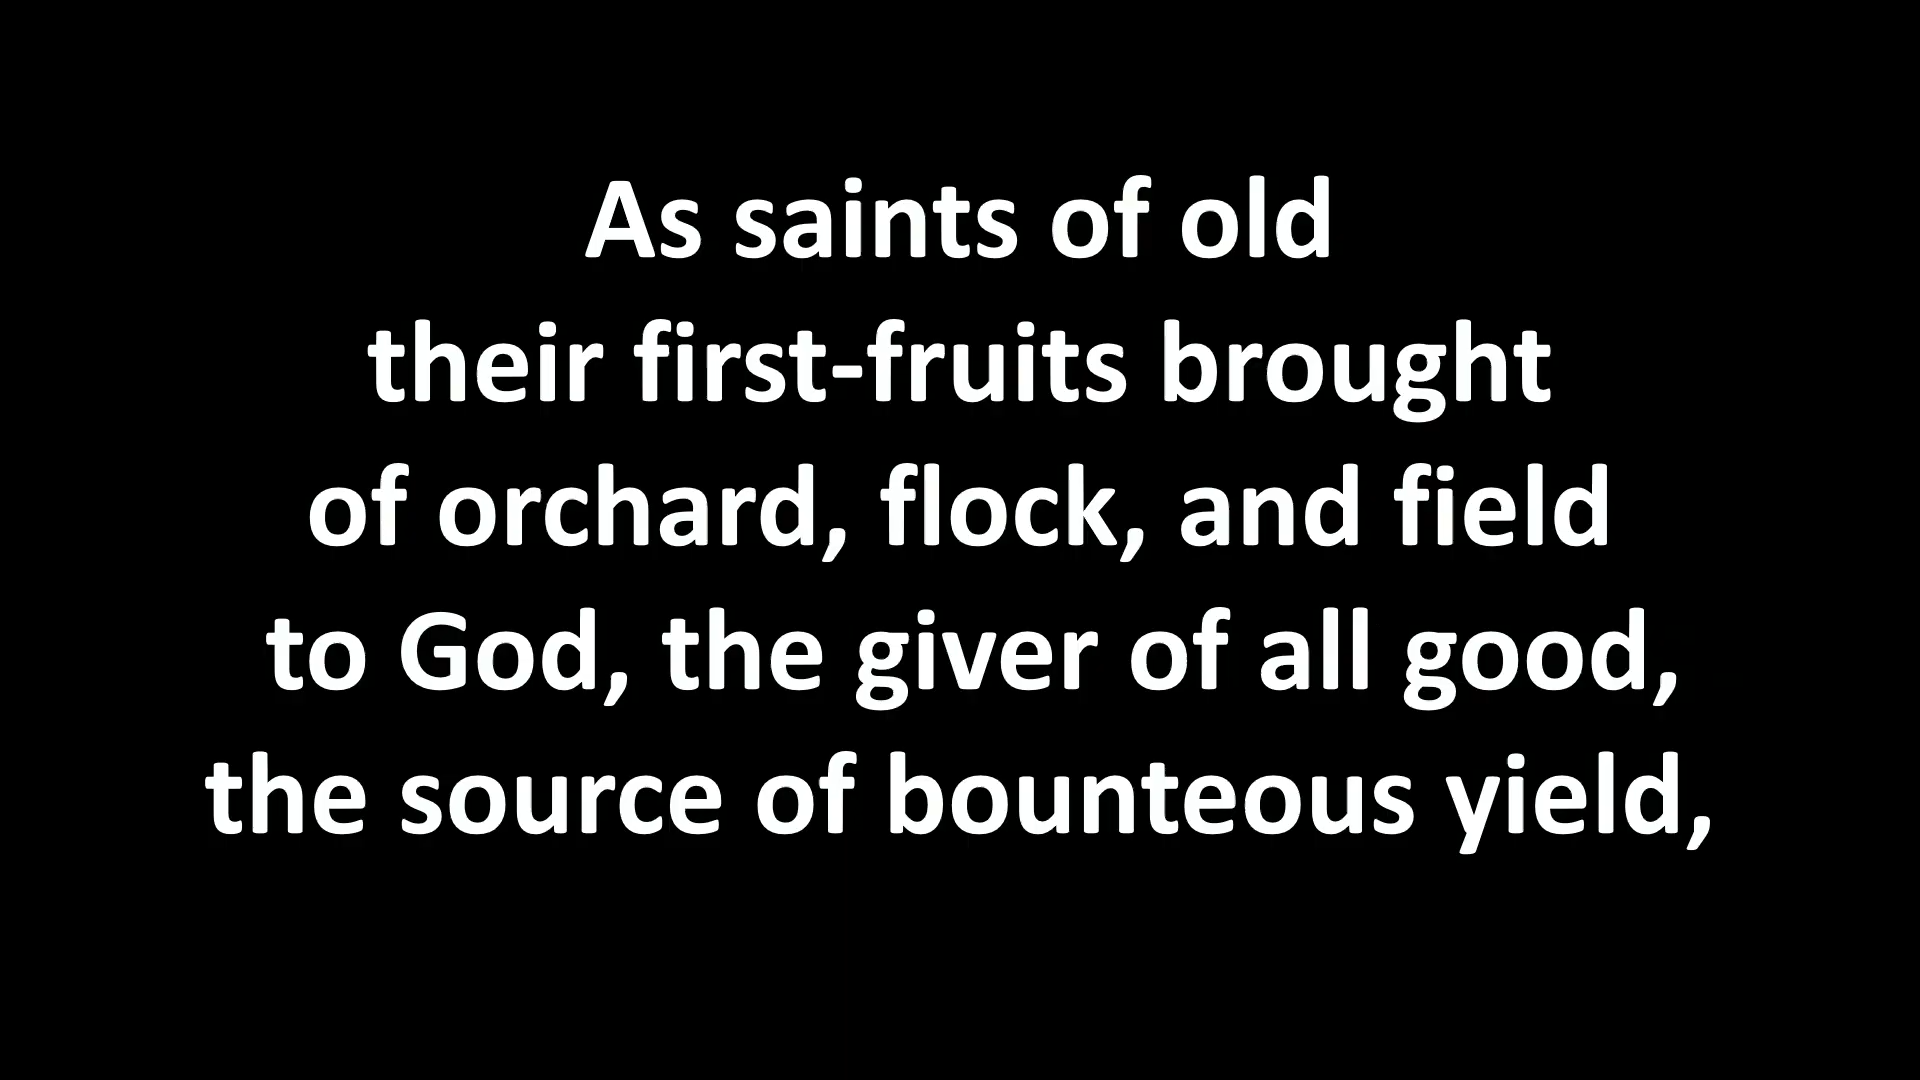 As saints of old
their first-fruits brought
of orchard, flock, and field
to God, the giver of all good,
the source of bounteous yield,